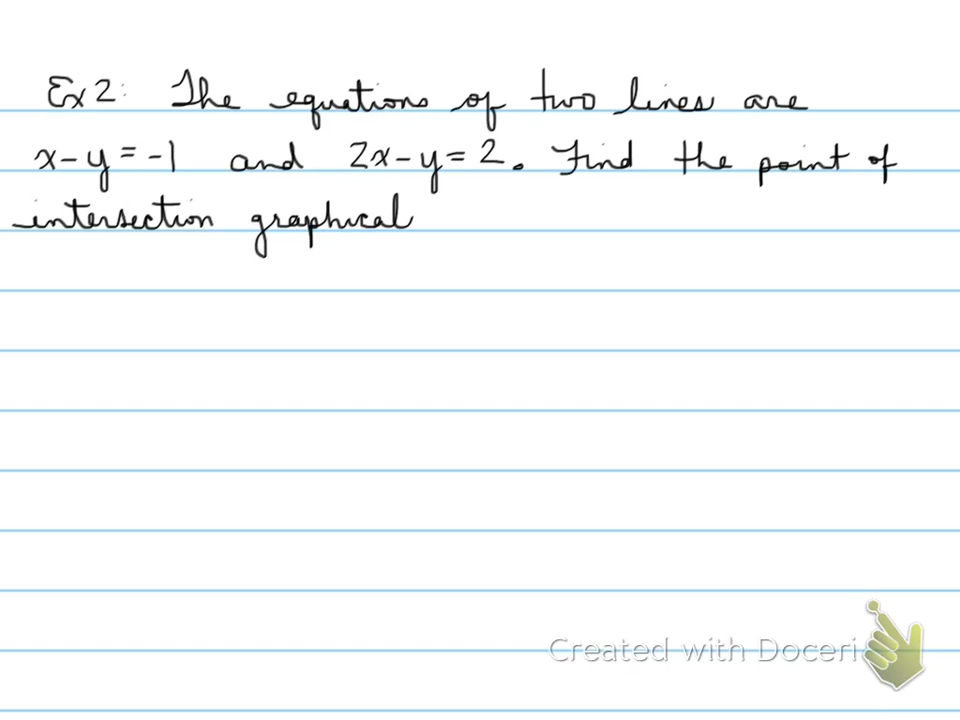 Ex 2: The equations of two lines are
x - y = -1 and 2x - y = 2. Find the point of
intersection graphical
Created with Doceri